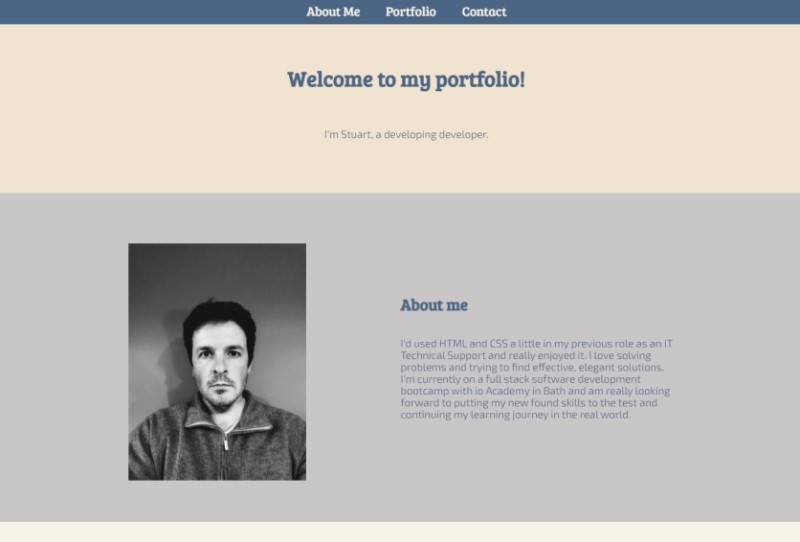 About Me Portfolio Contact
Welcome to my portfolio!
I'm Stuart, a developing developer.
About me
I'd used HTML and CSS a little in my previous role as an IT
Technical Support and really enjoyed it. I love solving
problems and trying to find effective, elegant solutions.
I'm currently on a full stack software development
bootcamp with io Academy in Bath and am really looking
forward to putting my new found skills to the test and
continuing my learning journey in the real world.